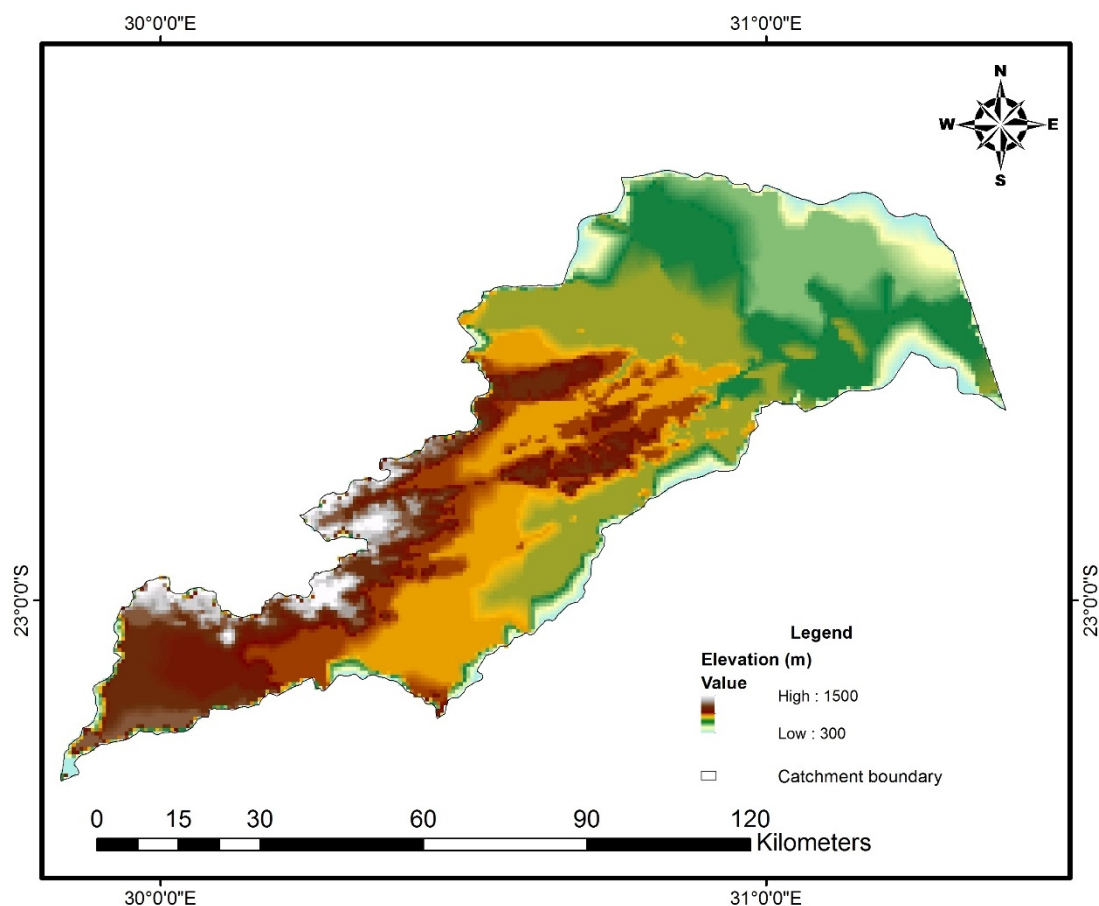 30°0'0"E 31°0'0"E
N
W E
S
23°0'0"S 23°0'0"S
Legend
Elevation (m)
Value
High : 1500
Low : 300
Catchment boundary
0 15 30 60 90 120
Kilometers
30°0'0"E 31°0'0"E